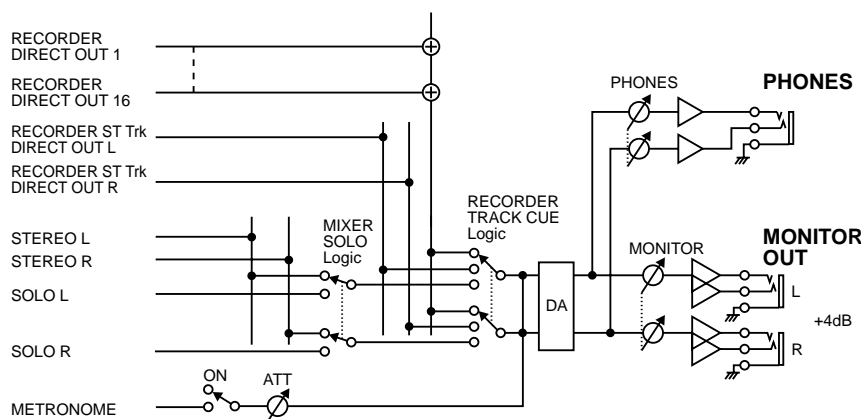 RECORDER
DIRECT OUT 1
RECORDER
DIRECT OUT 16
RECORDER ST Trk
DIRECT OUT L
RECORDER ST Trk
DIRECT OUT R
STEREO L
STEREO R
SOLO L
SOLO R
METRONOME
ON
ATT
MIXER
SOLO
Logic
RECORDER
TRACK CUE
Logic
DA
PHONES
PHONES
MONITOR
MONITOR
OUT
L
+4dB
R